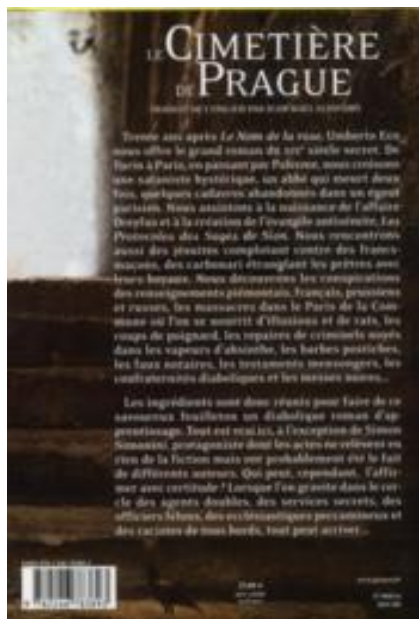 LE CIMETIÈRE
DE PRAGUE
TRADUIT DE L'ITALIEN PAR
Trente ans après Le Nom de la rose, Umberto Eco
nous offre le grand roman du XIXe siècle secret. De
Turin à Paris, en passant par Palerme, nous croisons
une sataniste hystérique, un abbé qui meurt deux
fois, quelques cadavres abandonnés dans un égout
parisien. Nous assistons à la naissance de l'affaire
Dreyfus et à la création de l'évangile antisémite, Les
Protocoles des Sages de Sion. Nous rencontrons
aussi des jésuites complotant contre des francs-
maçons, des carbonari étranglant les prêtres avec
leurs boyaux. Nous découvrons les conspirations
des renseignements piémontais, français, prussiens
et russes, les massacres dans le Paris de la Com-
mune où l'on se nourrit d'illusions et de rats, les
coups de poignard, les repaires de criminels noyés
dans les vapeurs d'absinthe, les barbes postiches,
les faux notaires, les testaments mensongers, les
confraternités diaboliques et les messes noires...
Les ingrédients sont donc réunis pour faire de ce
savoureux feuilleton un diabolique roman d'ap-
prentissage. Tout est vrai ici, à l'exception de Simon
Simonini, protagoniste dont les actes ne relèvent en
rien de la fiction mais ont probablement été le fait
de différents auteurs. Qui peut, cependant, l'affir-
mer avec certitude ? Lorsque l'on gravite dans le cer-
cle des agents doubles, des services secrets, des
officiers félons, des ecclésiastiques peccamineux et
des racistes de tous bords, tout peut arriver...